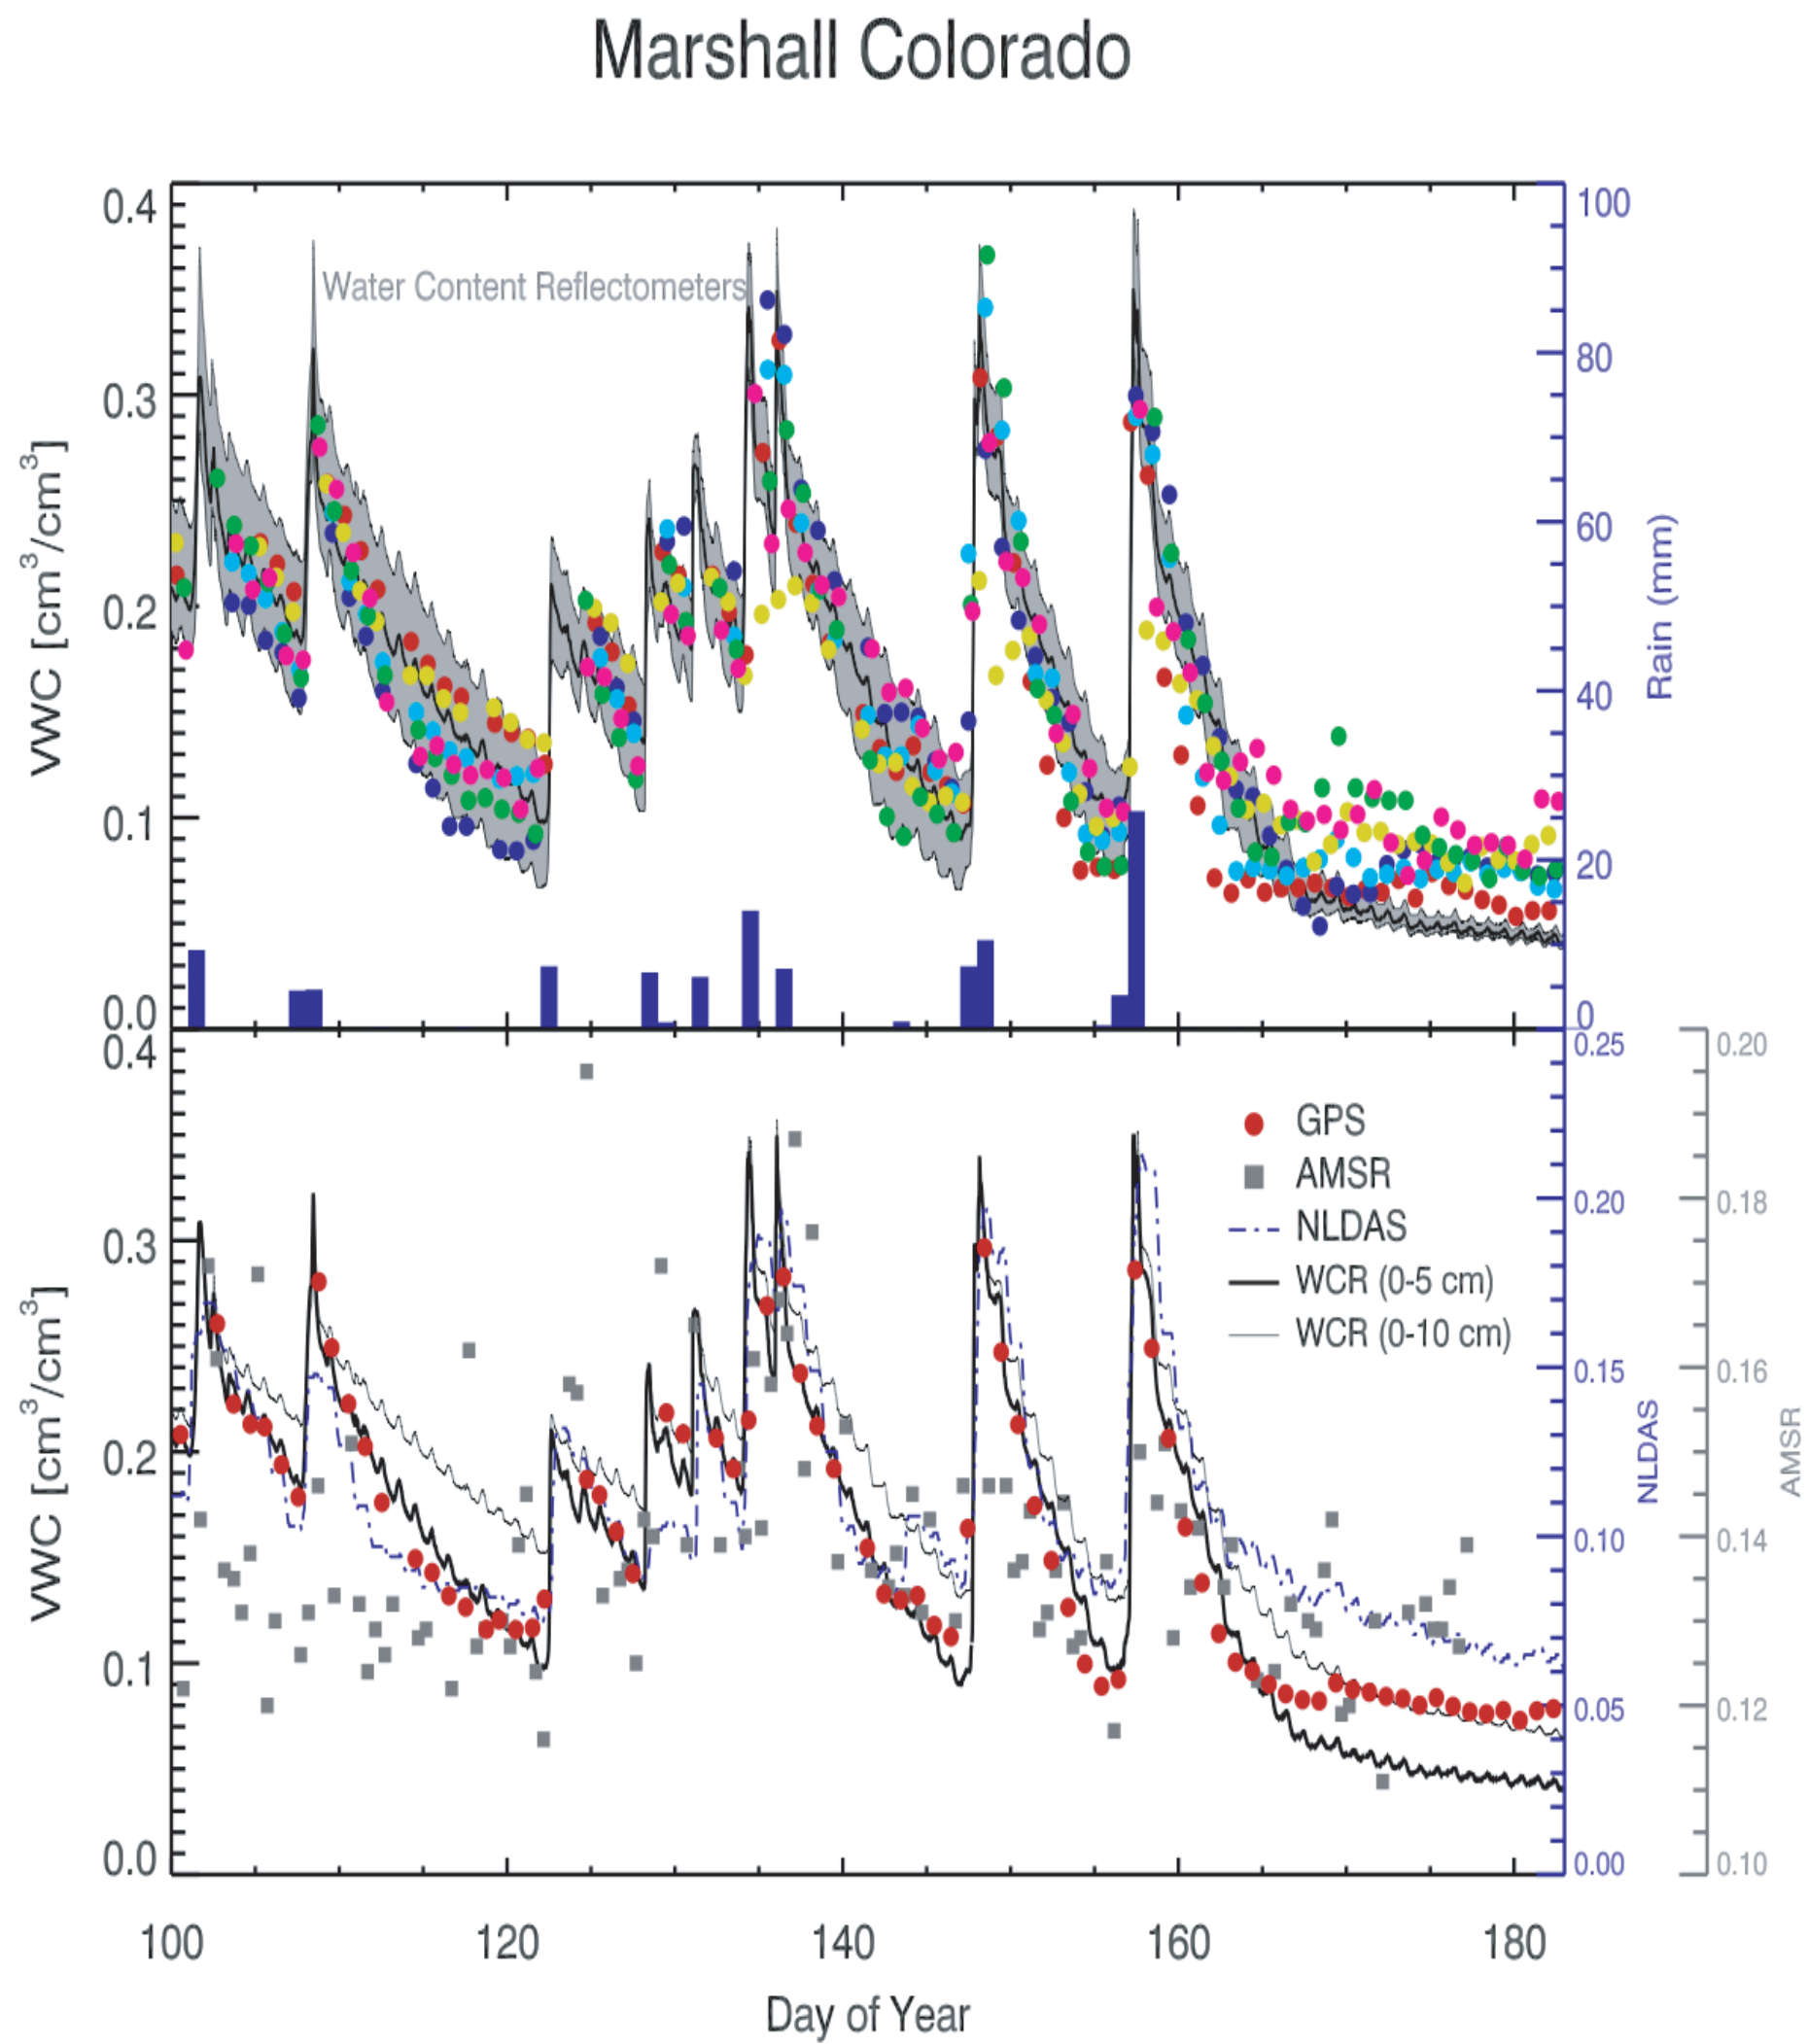 Marshall Colorado
0.4
0.3
0.2
0.1
0.0
VWC [cm³/cm³]
Water Content Reflectometers
100
80
60
40
20
0
Rain (mm)
0.4
0.3
0.2
0.1
0.0
VWC [cm³/cm³]
GPS
AMSR
NLDAS
WCR (0-5 cm)
WCR (0-10 cm)
0.25
0.20
0.15
0.10
0.05
0.00
NLDAS
0.20
0.18
0.16
0.14
0.12
0.10
AMSR
100 120 140 160 180
Day of Year